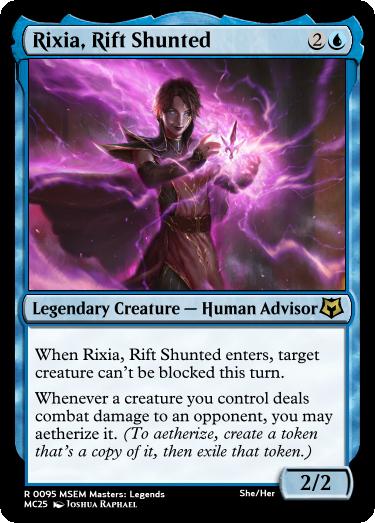 Rixia, Rift Shunted 2
Legendary Creature — Human Advisor
When Rixia, Rift Shunted enters, target
creature can't be blocked this turn.
Whenever a creature you control deals
combat damage to an opponent, you may
aetherize it. (To aetherize, create a token
that's a copy of it, then exile that token.)
2/2
R 0095 MSEM Masters: Legends She/Her
MC25 Joshua Raphael